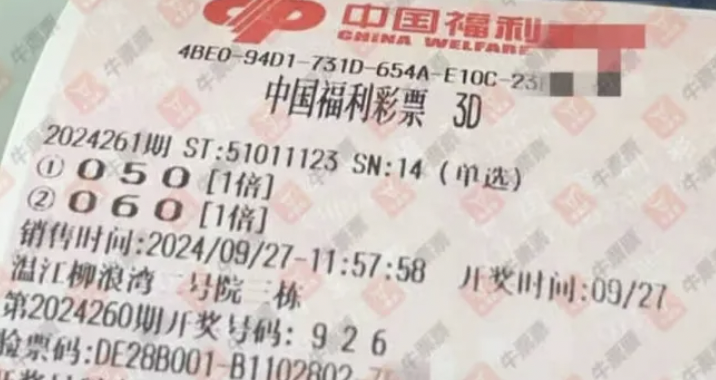 中国福利
CHINA WELFARE
4BE0-94D1-731D-654A-E10C-23
中国福利彩票 3D
2024261期 ST:51011123 SN:14 (单选)
① 0 5 0 [1倍]
② 0 6 0 [1倍]
销售时间:2024/09/27-11:57:58 开奖时间:09/27
温江柳浪湾二号院三栋
第2024260期开奖号码: 9 2 6
验票码:DE28B001-B1102802-7
牛票票